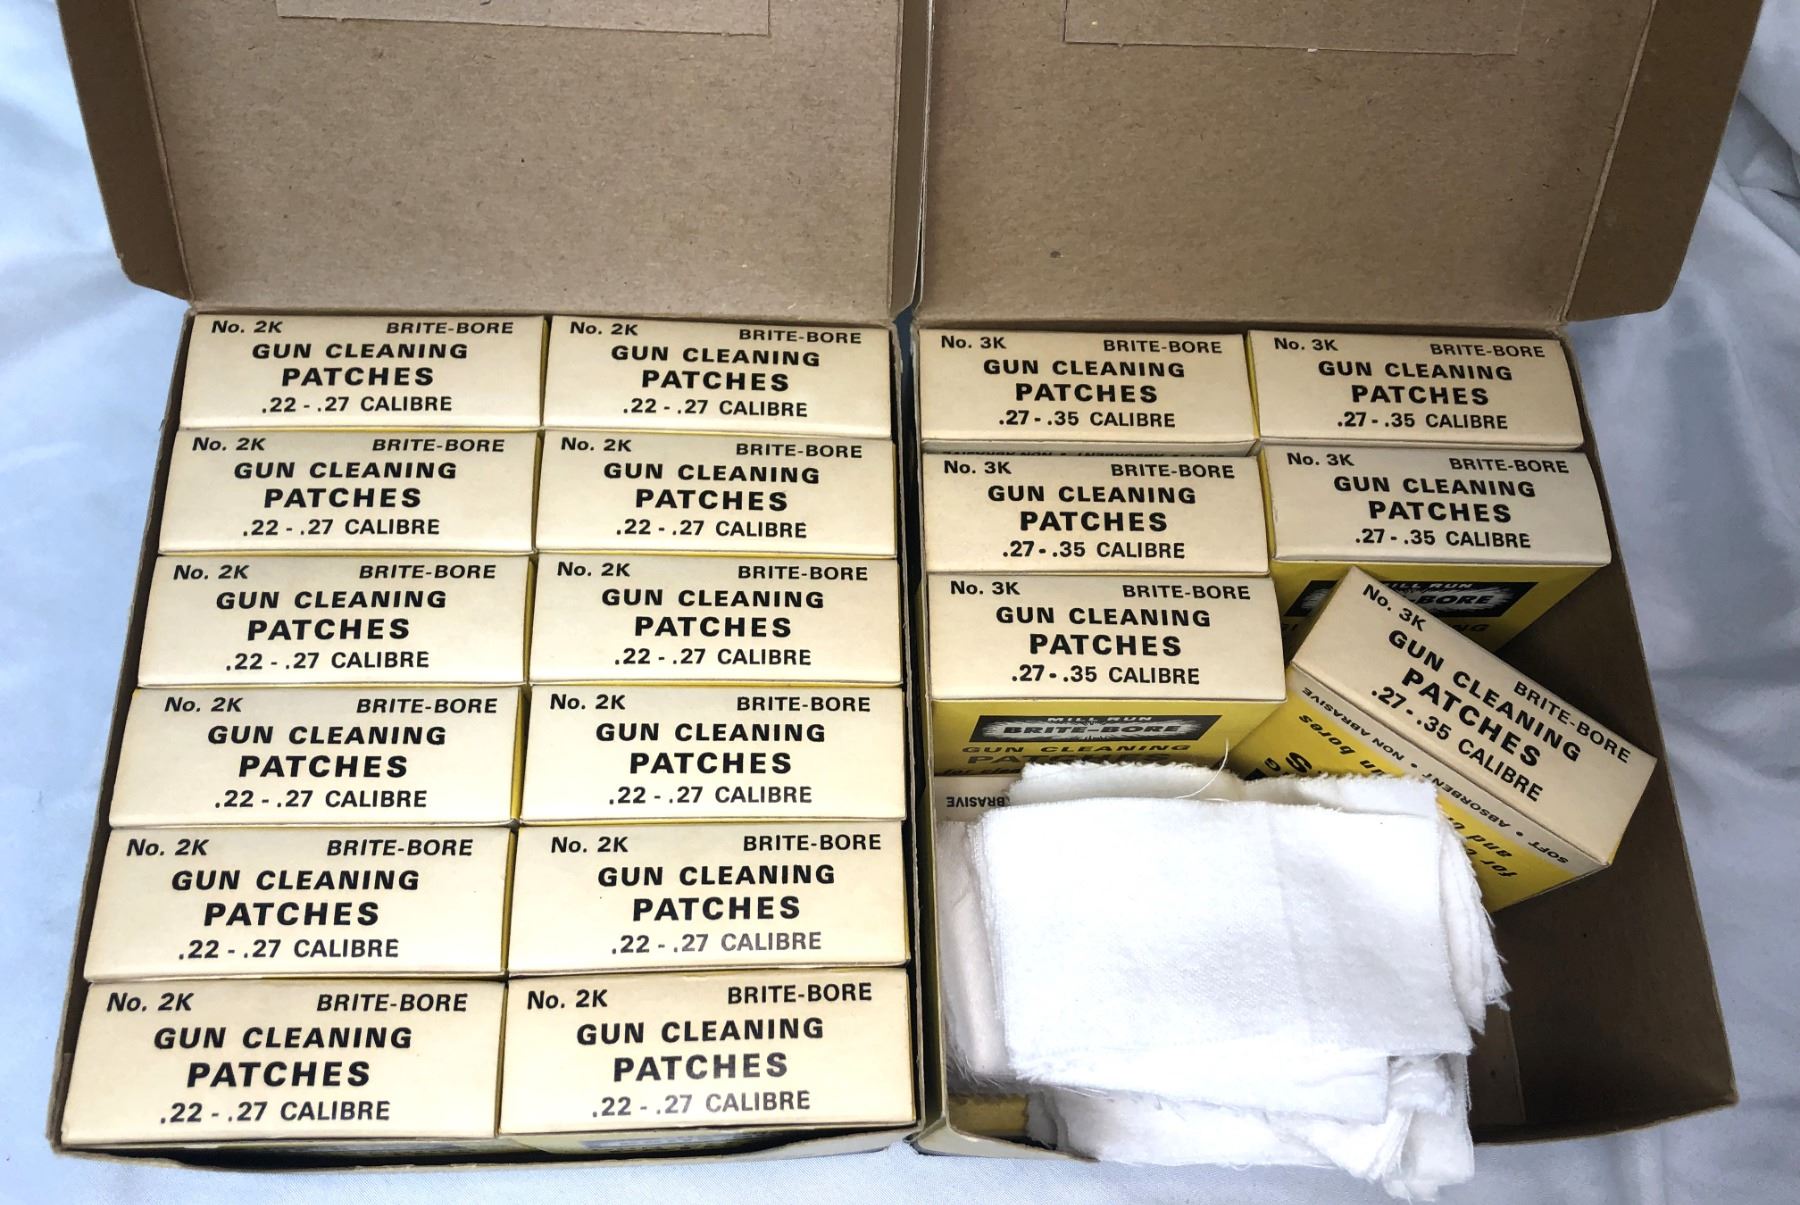 No. 2K BRITE-BORE
GUN CLEANING
PATCHES
.22 - .27 CALIBRE
No. 2K BRITE-BORE
GUN CLEANING
PATCHES
.22 - .27 CALIBRE
No. 2K BRITE-BORE
GUN CLEANING
PATCHES
.22 - .27 CALIBRE
No. 2K BRITE-BORE
GUN CLEANING
PATCHES
.22 - .27 CALIBRE
No. 2K BRITE-BORE
GUN CLEANING
PATCHES
.22 - .27 CALIBRE
No. 2K BRITE-BORE
GUN CLEANING
PATCHES
.22 - .27 CALIBRE
No. 2K BRITE-BORE
GUN CLEANING
PATCHES
.22 - .27 CALIBRE
No. 2K BRITE-BORE
GUN CLEANING
PATCHES
.22 - .27 CALIBRE
No. 2K BRITE-BORE
GUN CLEANING
PATCHES
.22 - .27 CALIBRE
No. 2K BRITE-BORE
GUN CLEANING
PATCHES
.22 - .27 CALIBRE
No. 2K BRITE-BORE
GUN CLEANING
PATCHES
.22 - .27 CALIBRE
No. 2K BRITE-BORE
GUN CLEANING
PATCHES
.22 - .27 CALIBRE
No. 3K BRITE-BORE
GUN CLEANING
PATCHES
.27 - .35 CALIBRE
No. 3K BRITE-BORE
GUN CLEANING
PATCHES
.27 - .35 CALIBRE
No. 3K BRITE-BORE
GUN CLEANING
PATCHES
.27 - .35 CALIBRE
No. 3K BRITE-BORE
GUN CLEANING
PATCHES
.27 - .35 CALIBRE
MILL RUN
-BORE
No. 3K BRITE-BORE
GUN CLEANING
PATCHES
.27 - .35 CALIBRE
MILL RUN
BRITE-BORE
GUN CLEANING
No. 3K BRITE-BORE
GUN CLEANING
PATCHES
.27 - .35 CALIBRE
SOFT • ABSORBENT • NON ABRASIVE
bores
and
for